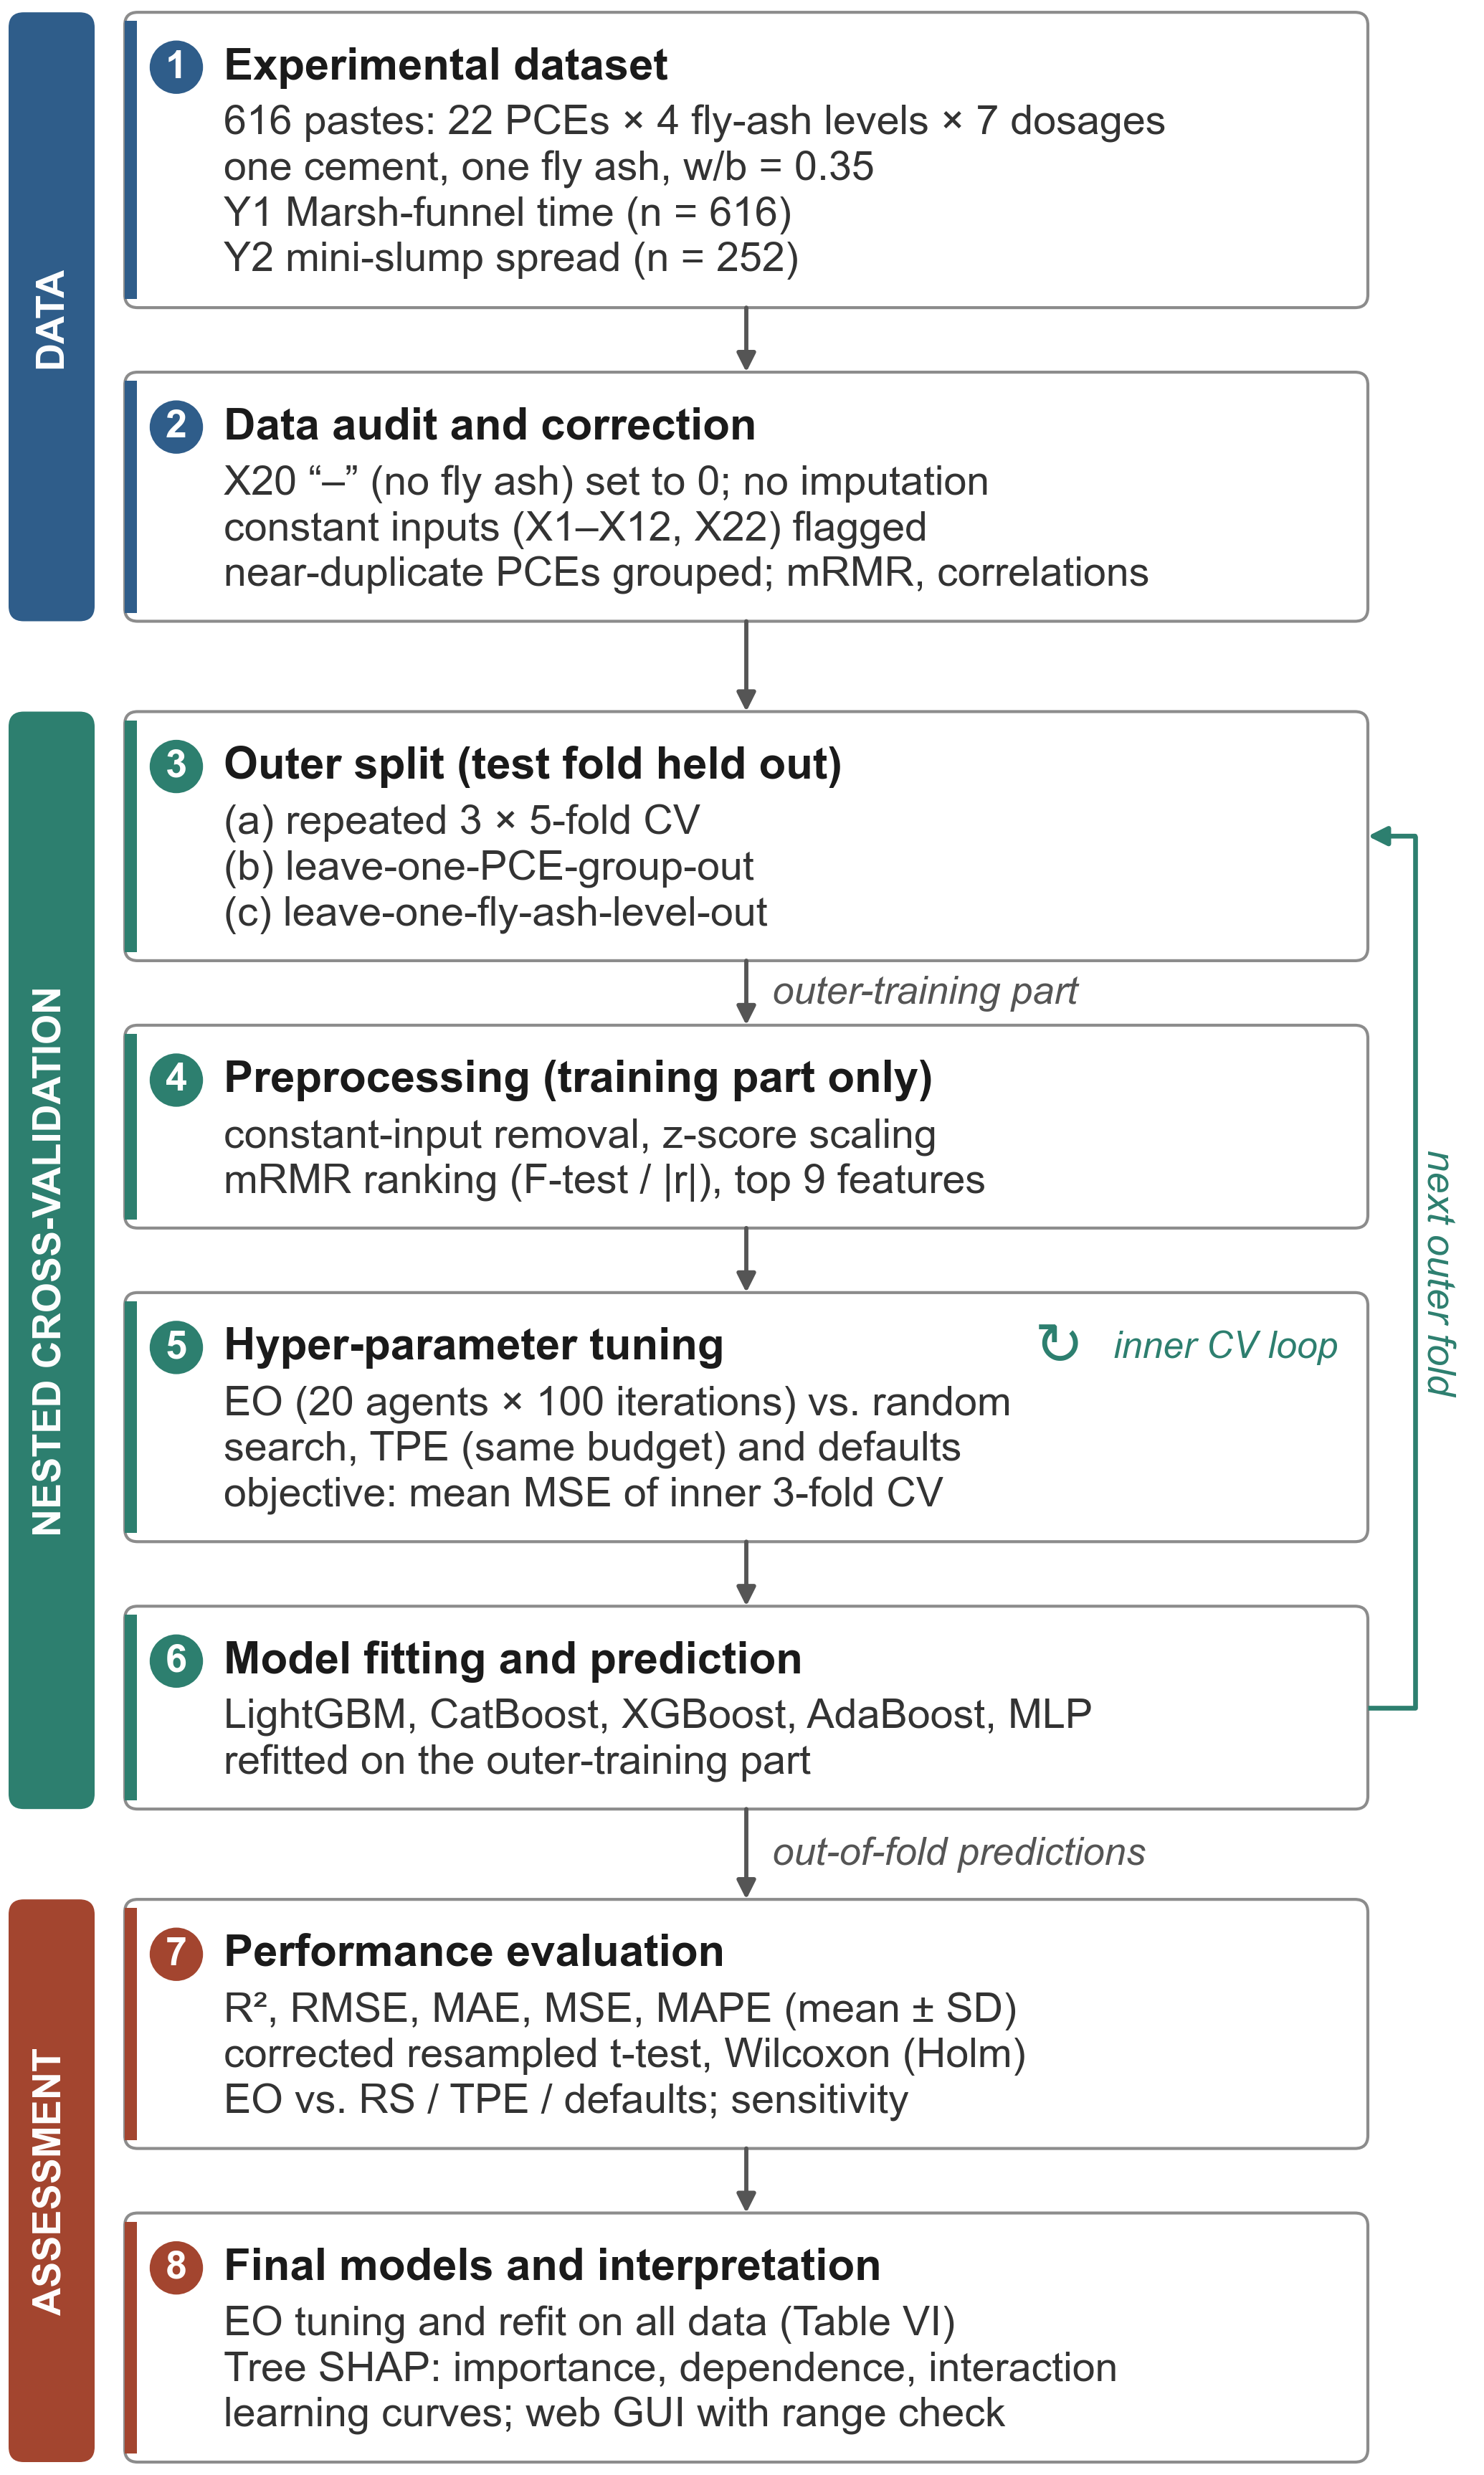 DATA
1 Experimental dataset
616 pastes: 22 PCEs × 4 fly-ash levels × 7 dosages
one cement, one fly ash, w/b = 0.35
Y1 Marsh-funnel time (n = 616)
Y2 mini-slump spread (n = 252)
2 Data audit and correction
X20 “–” (no fly ash) set to 0; no imputation
constant inputs (X1–X12, X22) flagged
near-duplicate PCEs grouped; mRMR, correlations
NESTED CROSS-VALIDATION
3 Outer split (test fold held out)
(a) repeated 3 × 5-fold CV
(b) leave-one-PCE-group-out
(c) leave-one-fly-ash-level-out
outer-training part
4 Preprocessing (training part only)
constant-input removal, z-score scaling
mRMR ranking (F-test / |r|), top 9 features
5 Hyper-parameter tuning
↻ inner CV loop
EO (20 agents × 100 iterations) vs. random
search, TPE (same budget) and defaults
objective: mean MSE of inner 3-fold CV
6 Model fitting and prediction
LightGBM, CatBoost, XGBoost, AdaBoost, MLP
refitted on the outer-training part
next outer fold
out-of-fold predictions
ASSESSMENT
7 Performance evaluation
R², RMSE, MAE, MSE, MAPE (mean ± SD)
corrected resampled t-test, Wilcoxon (Holm)
EO vs. RS / TPE / defaults; sensitivity
8 Final models and interpretation
EO tuning and refit on all data (Table VI)
Tree SHAP: importance, dependence, interaction
learning curves; web GUI with range check